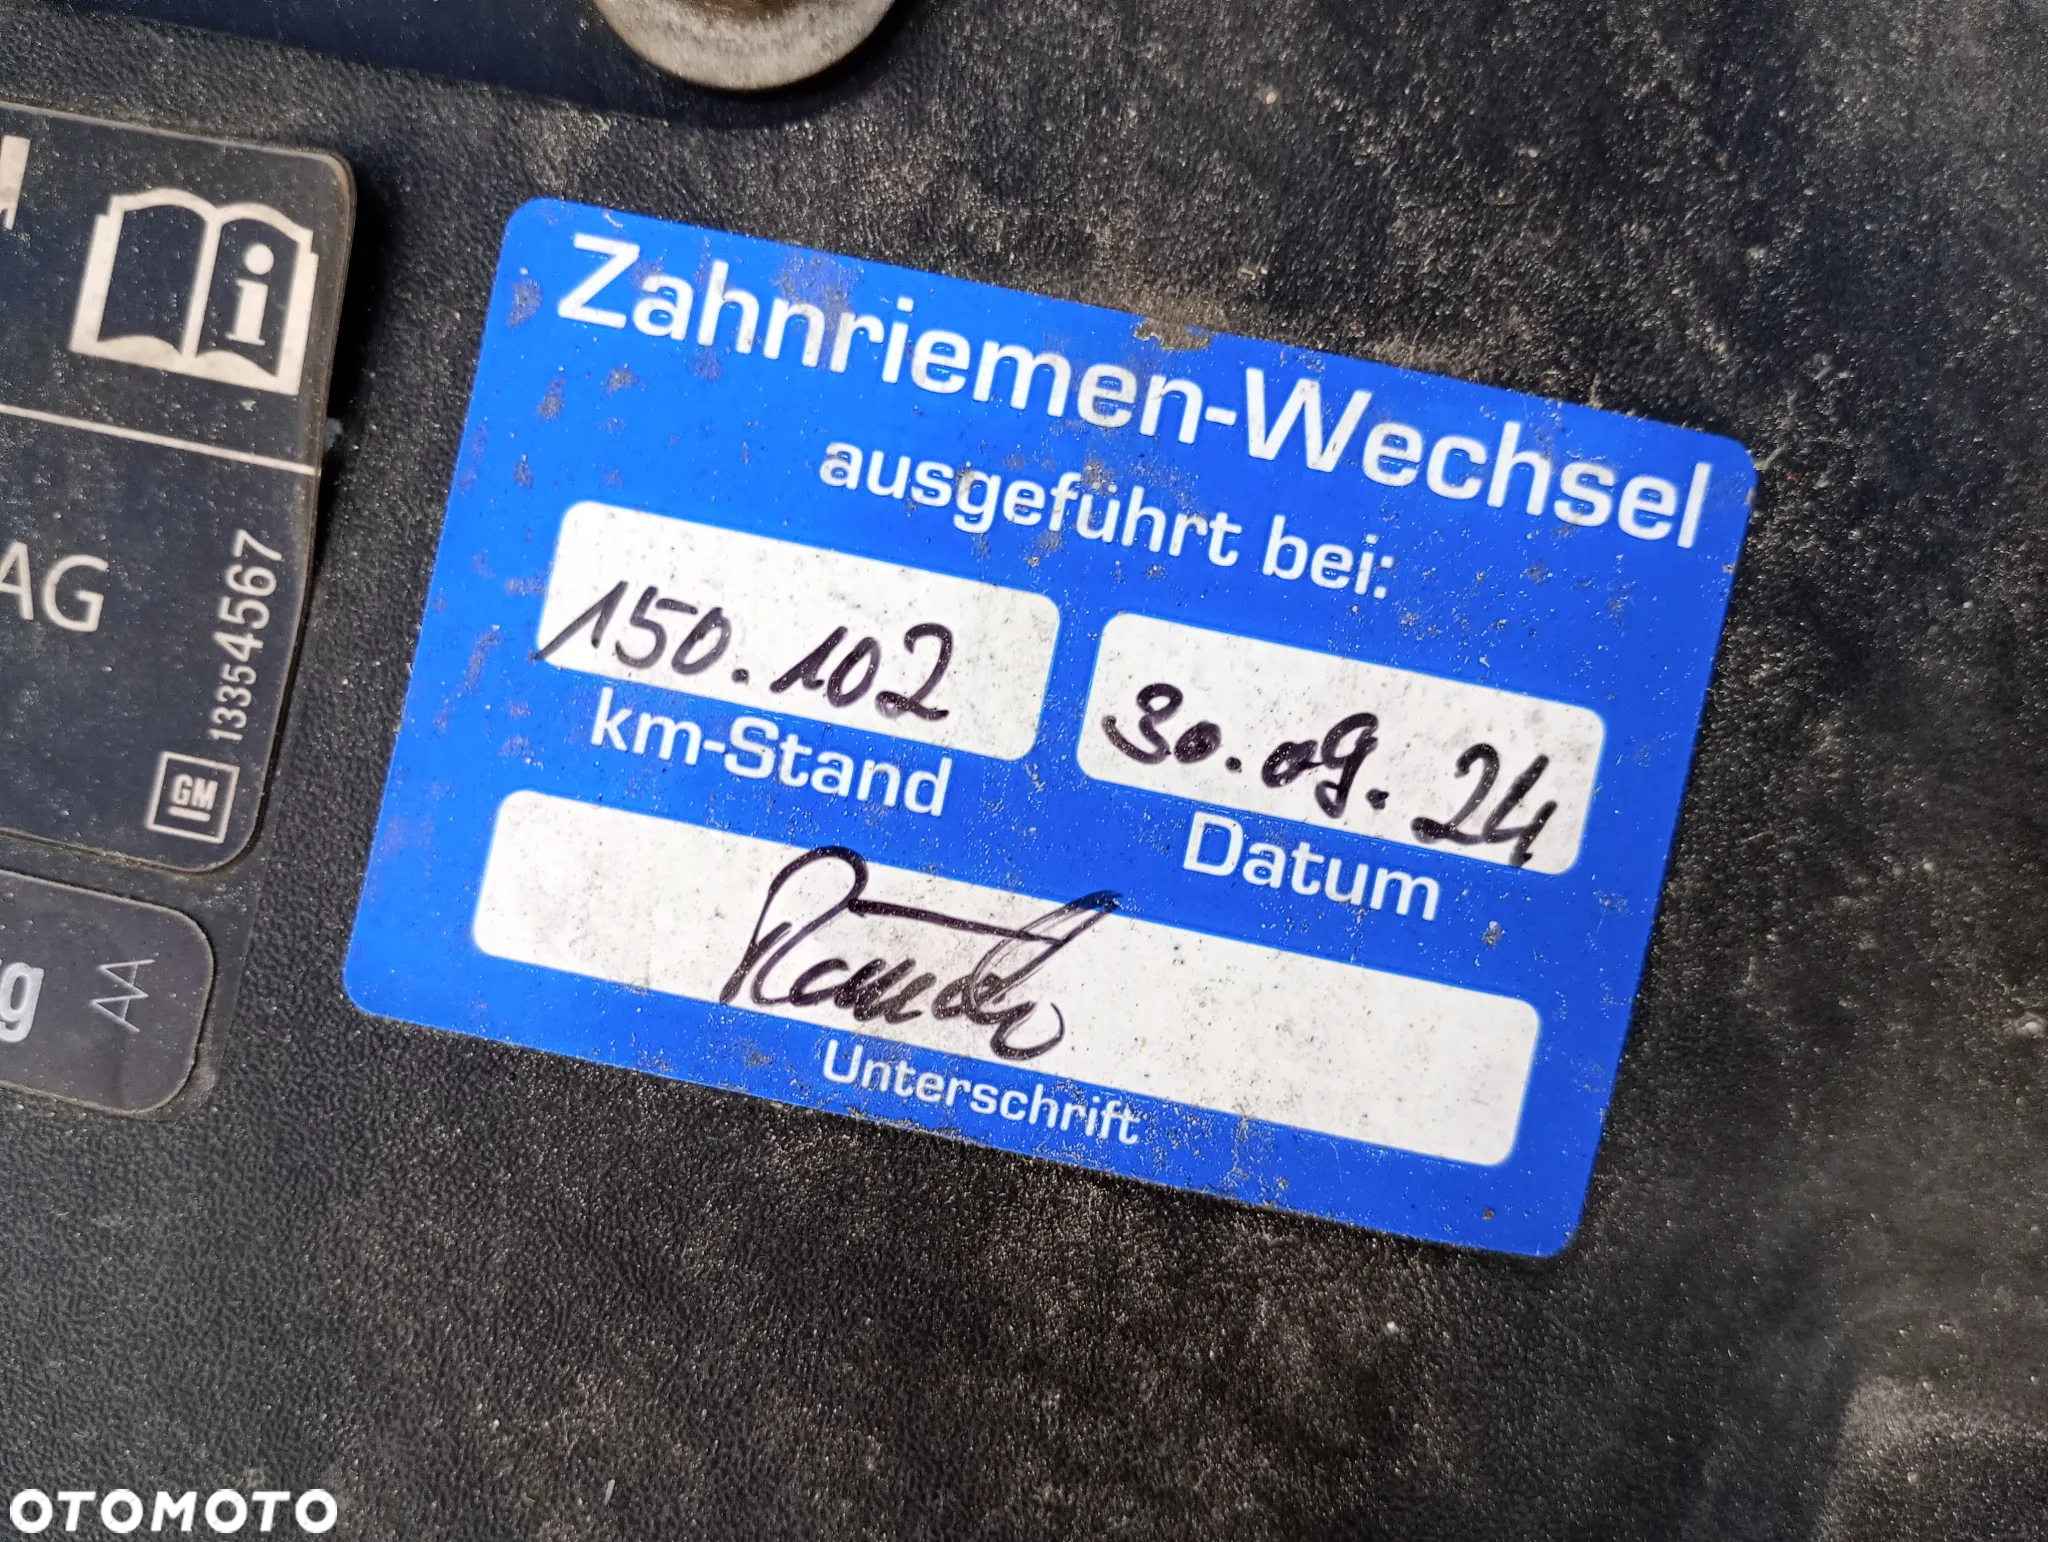 Zahnriemen-Wechsel
ausgeführt bei:
150.102
30.09.24
km-Stand
Datum
Unterschrift
AG
13354567
GM
OTOMOTO